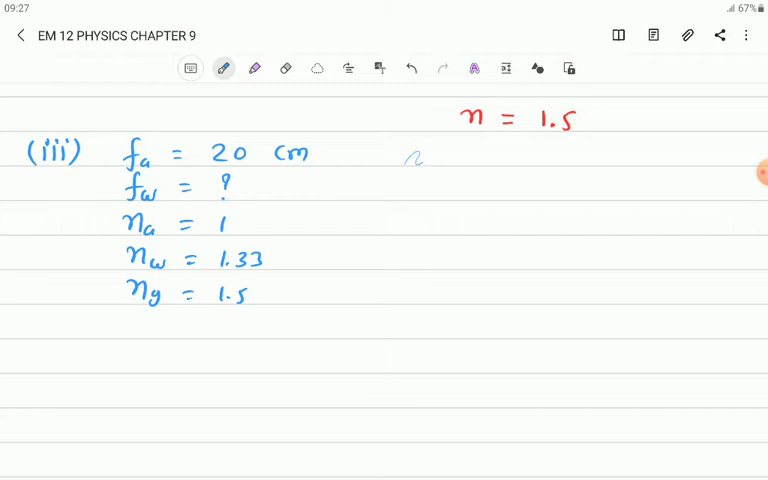 09:27
67%
EM 12 PHYSICS CHAPTER 9
n = 1.5
(iii) fa = 20 cm
fw = ?
na = 1
nw = 1.33
ng = 1.5